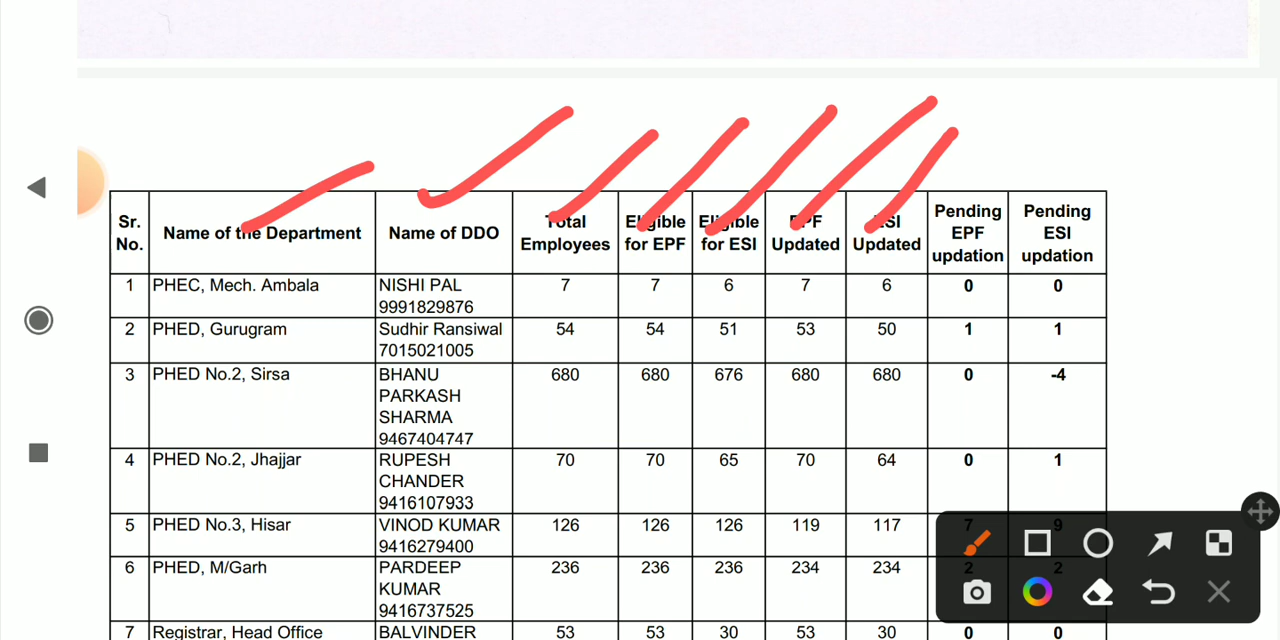 Sr. No. Name of the Department Name of DDO Total Employees Eligible for EPF Eligible for ESI EPF Updated ESI Updated Pending EPF updation Pending ESI updation
1 PHEC, Mech. Ambala NISHI PAL 9991829876 7 7 6 7 6 0 0
2 PHED, Gurugram Sudhir Ransiwal 7015021005 54 54 51 53 50 1 1
3 PHED No.2, Sirsa BHANU PARKASH SHARMA 9467404747 680 680 676 680 680 0 -4
4 PHED No.2, Jhajjar RUPESH CHANDER 9416107933 70 70 65 70 64 0 1
5 PHED No.3, Hisar VINOD KUMAR 9416279400 126 126 126 119 117 7 9
6 PHED, M/Garh PARDEEP KUMAR 9416737525 236 236 236 234 234 2 2
7 Registrar, Head Office BALVINDER 53 53 30 53 30 0 0